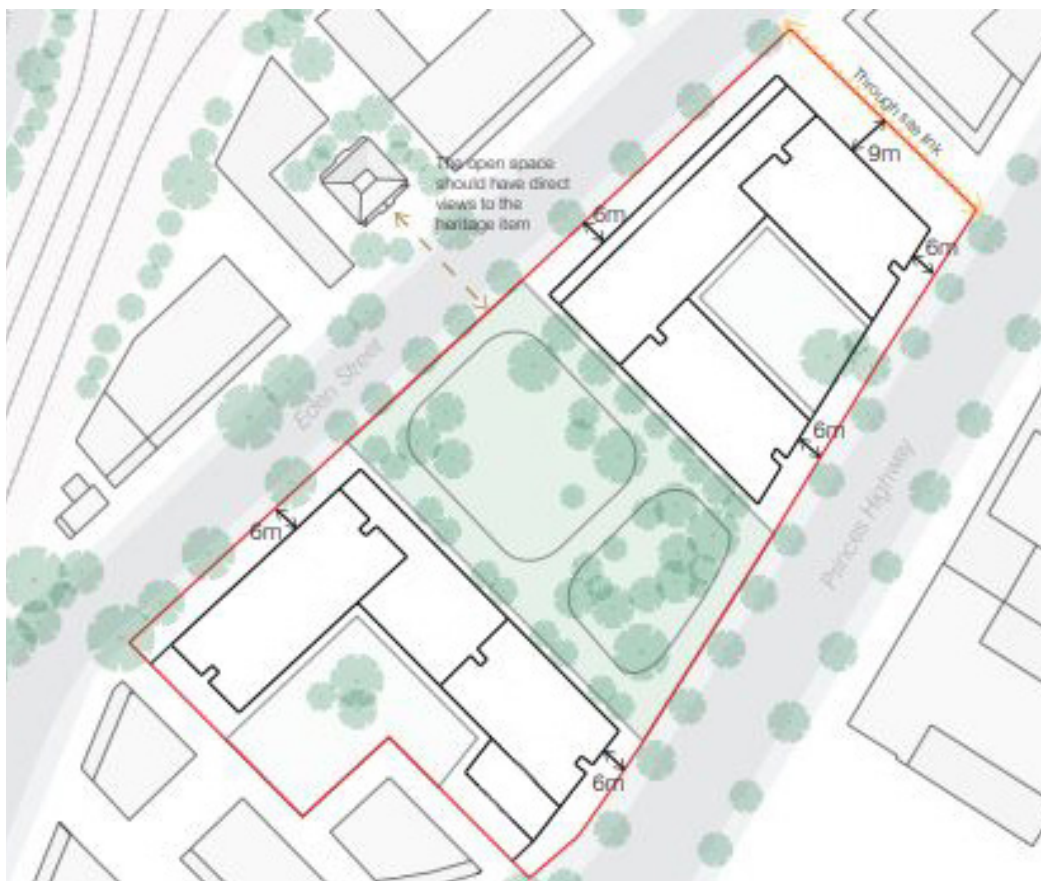 Through site link
9m
The open space
should have direct
views to the
heritage item
6m
6m
Eden Street
6m
Princes Highway
6m
6m